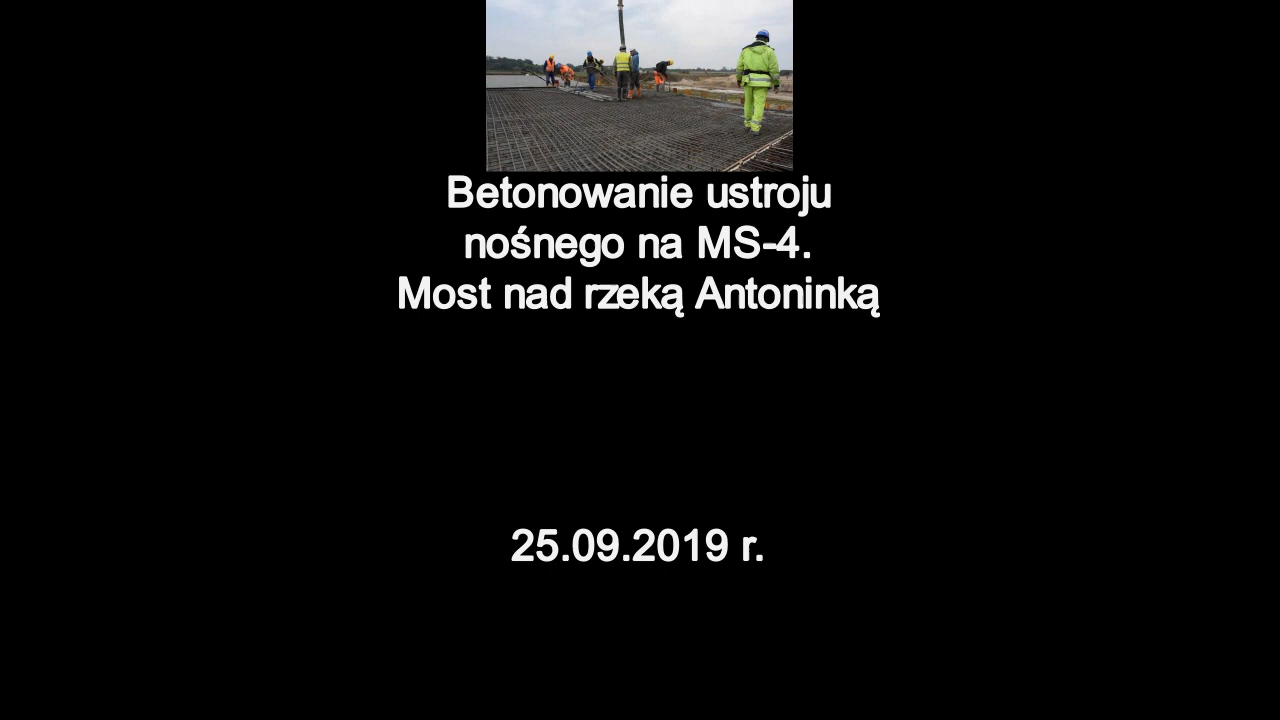 Betonowanie ustroju
nośnego na MS-4.
Most nad rzeką Antoninką
25.09.2019 r.